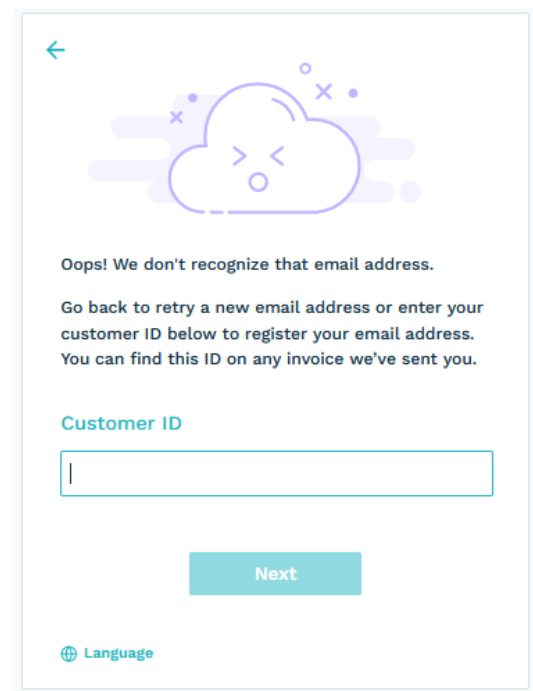 Oops! We don't recognize that email address.
Go back to retry a new email address or enter your
customer ID below to register your email address.
You can find this ID on any invoice we’ve sent you.
Customer ID
Next
Language